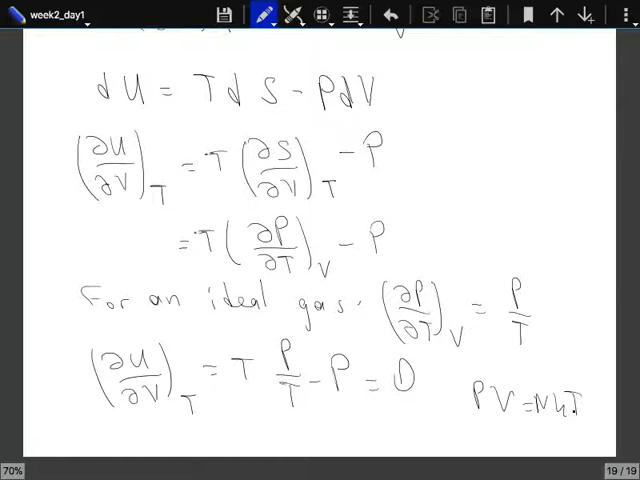 week2_day1
dU = TdS - PdV
(∂U/∂V)_T = T(∂S/∂V)_T - P
= T(∂P/∂T)_V - P
For an ideal gas. (∂P/∂T)_V = P/T
(∂U/∂V)_T = T P/T - P = 0
PV = NkT
70%
19 / 19